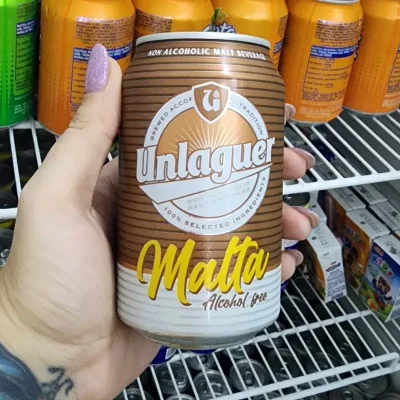 NON ALCOHOLIC MALT BEVERAGE
BREWED ACCOR TRADITION
Unlaguer
100% SELECTED INGREDIENTS
Malta
Alcohol free